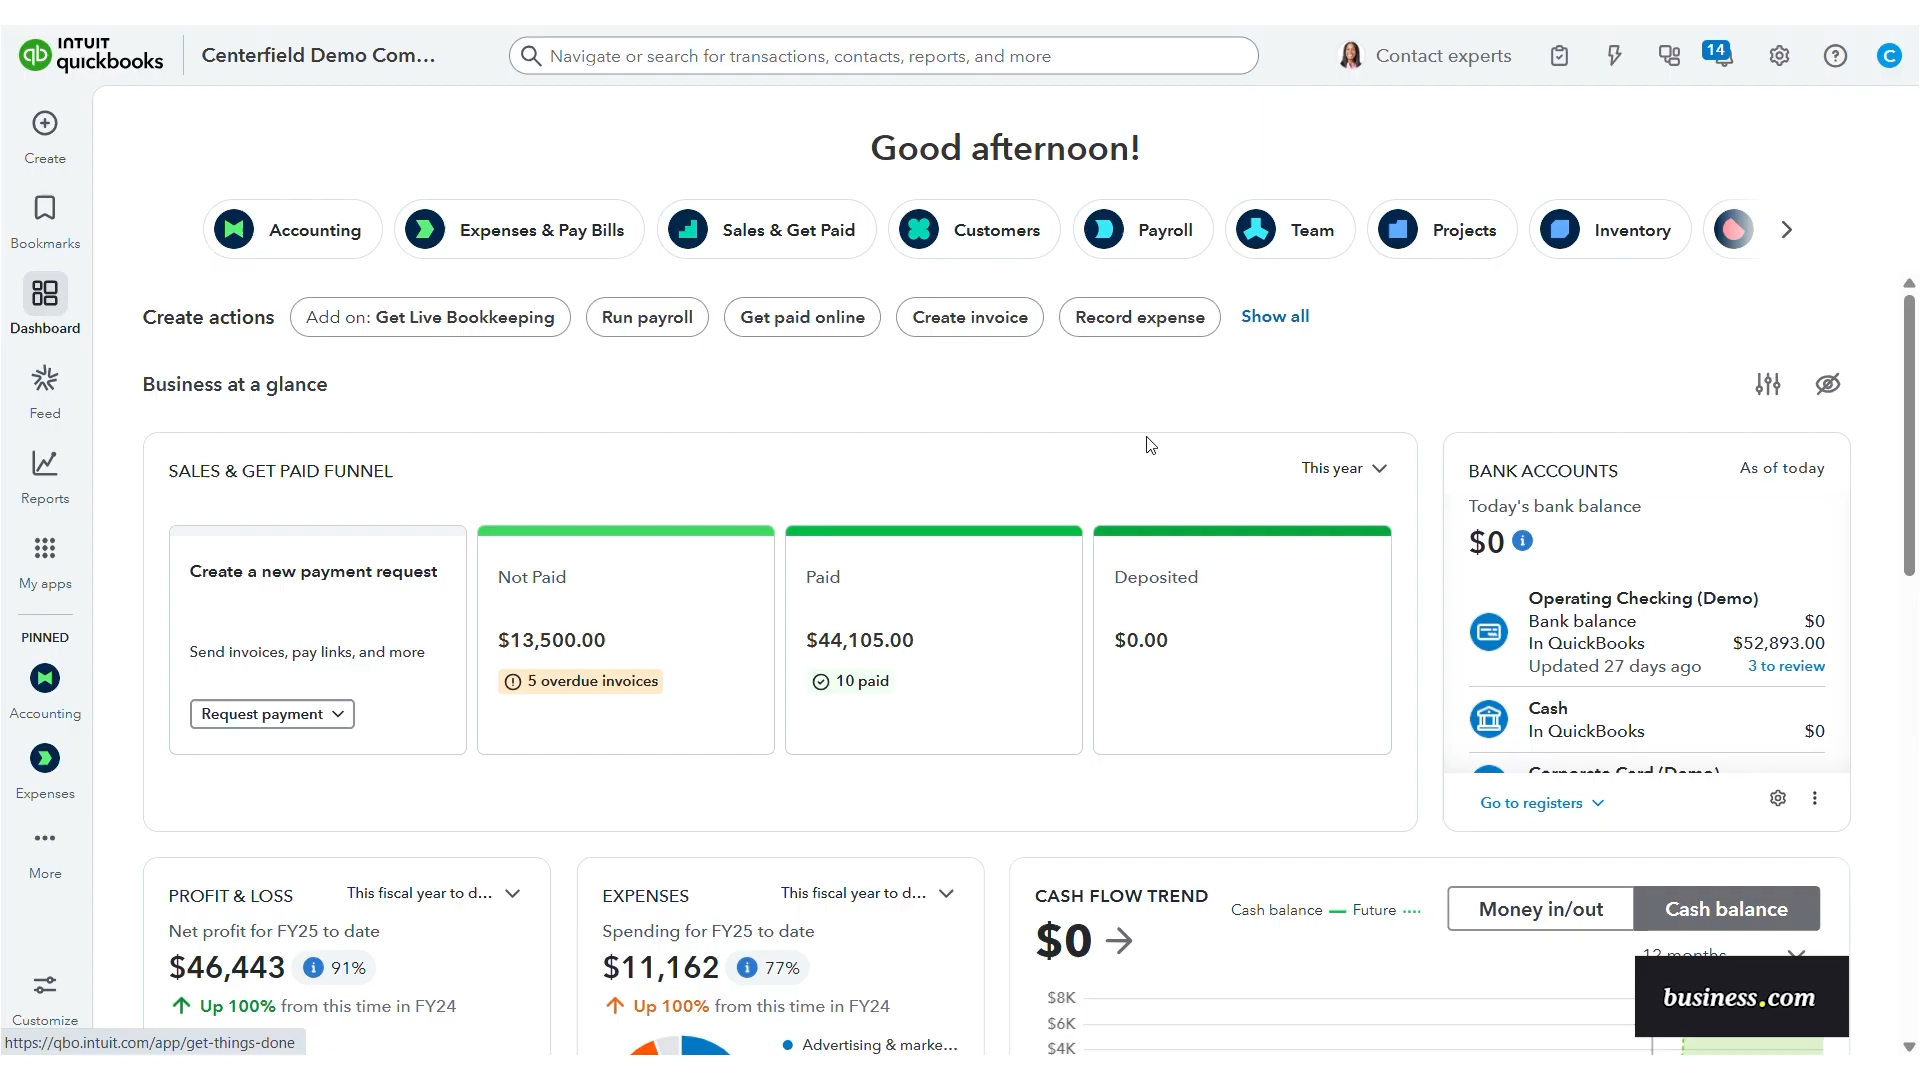 INTUIT
quickbooks
Centerfield Demo Com...
Navigate or search for transactions, contacts, reports, and more
Contact experts
14
C
Create
Bookmarks
Dashboard
Feed
Reports
My apps
PINNED
Accounting
Expenses
More
Customize
Good afternoon!
Accounting
Expenses & Pay Bills
Sales & Get Paid
Customers
Payroll
Team
Projects
Inventory
Create actions
Add on: Get Live Bookkeeping
Run payroll
Get paid online
Create invoice
Record expense
Show all
Business at a glance
SALES & GET PAID FUNNEL
This year
Create a new payment request
Send invoices, pay links, and more
Request payment
Not Paid
$13,500.00
5 overdue invoices
Paid
$44,105.00
10 paid
Deposited
$0.00
BANK ACCOUNTS
As of today
Today's bank balance
$0
Operating Checking (Demo)
Bank balance $0
In QuickBooks $52,893.00
Updated 27 days ago 3 to review
Cash
In QuickBooks $0
Corporate Card (Demo)
Go to registers
PROFIT & LOSS
This fiscal year to d...
Net profit for FY25 to date
$46,443 91%
Up 100% from this time in FY24
EXPENSES
This fiscal year to d...
Spending for FY25 to date
$11,162 77%
Up 100% from this time in FY24
Advertising & marke...
CASH FLOW TREND
Cash balance Future
Money in/out
Cash balance
$0
12 months
$8K
$6K
$4K
business.com
https://qbo.intuit.com/app/get-things-done